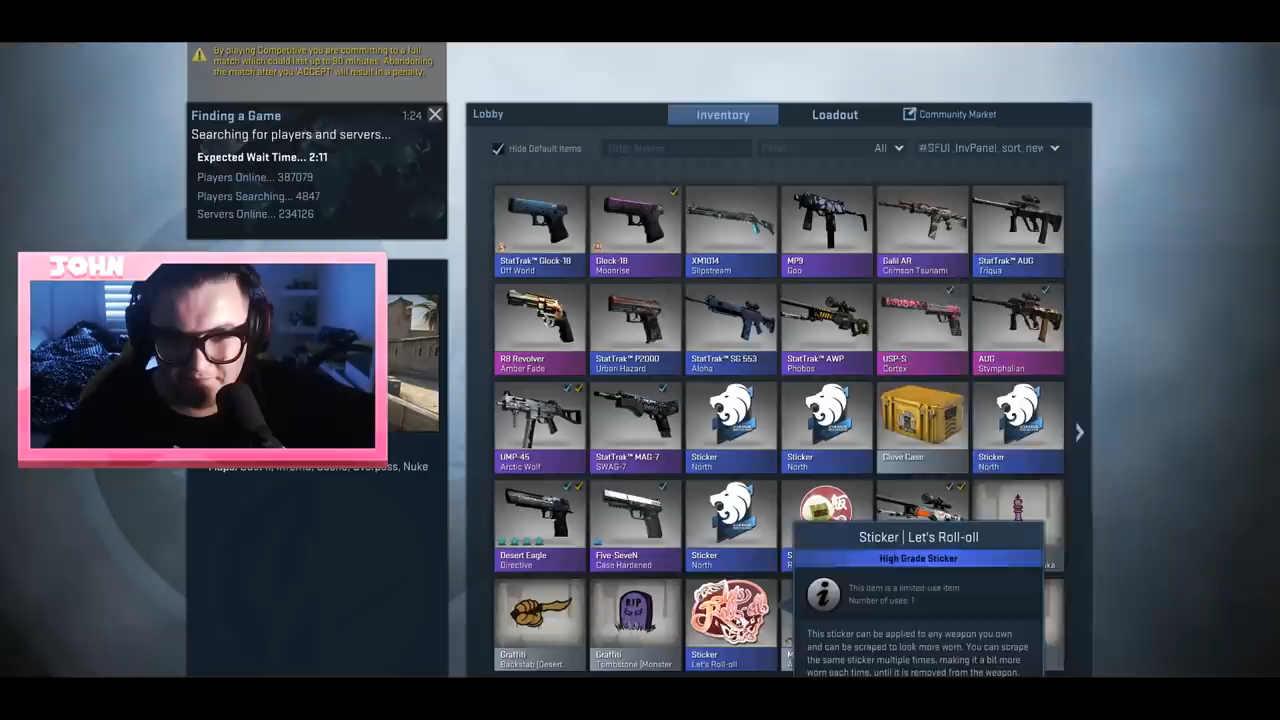 By playing Competitive you are committing to a full
match which could last up to 90 minutes. Abandoning
the match after you 'ACCEPT' will result in a penalty.
Finding a Game 1:24
Searching for players and servers...
Expected Wait Time... 2:11
Players Online... 387079
Players Searching... 4847
Servers Online... 234126
JOHN
Lobby Inventory Loadout Community Market
Hide Default Items Filter Name Filter All #SFUI_InvPanel_sort_new
StatTrak™ Glock-18 Glock-18 XM1014 MP9 Galil AR StatTrak™ AUG
Off World Moonrise Slipstream Goo Crimson Tsunami Triqua
R8 Revolver StatTrak™ P2000 StatTrak™ SG 553 StatTrak™ AWP USP-S AUG
Amber Fade Urban Hazard Aloha Phobos Cortex Stymphalian
UMP-45 StatTrak™ MAG-7 Sticker Sticker Glove Case Sticker
Arctic Wolf SWAG-7 North North North
Desert Eagle Five-SeveN Sticker
Directive Case Hardened North
Sticker | Let's Roll-oll
High Grade Sticker
This item is a limited-use item
Number of uses: 1
This sticker can be applied to any weapon you own
and can be scraped to look more worn. You can scrape
the same sticker multiple times, making it a bit more
worn each time, until it is removed from the weapon.
RIP
Graffiti Graffiti Sticker
Backstab [Desert Tombstone [Monster Let's Roll-oll